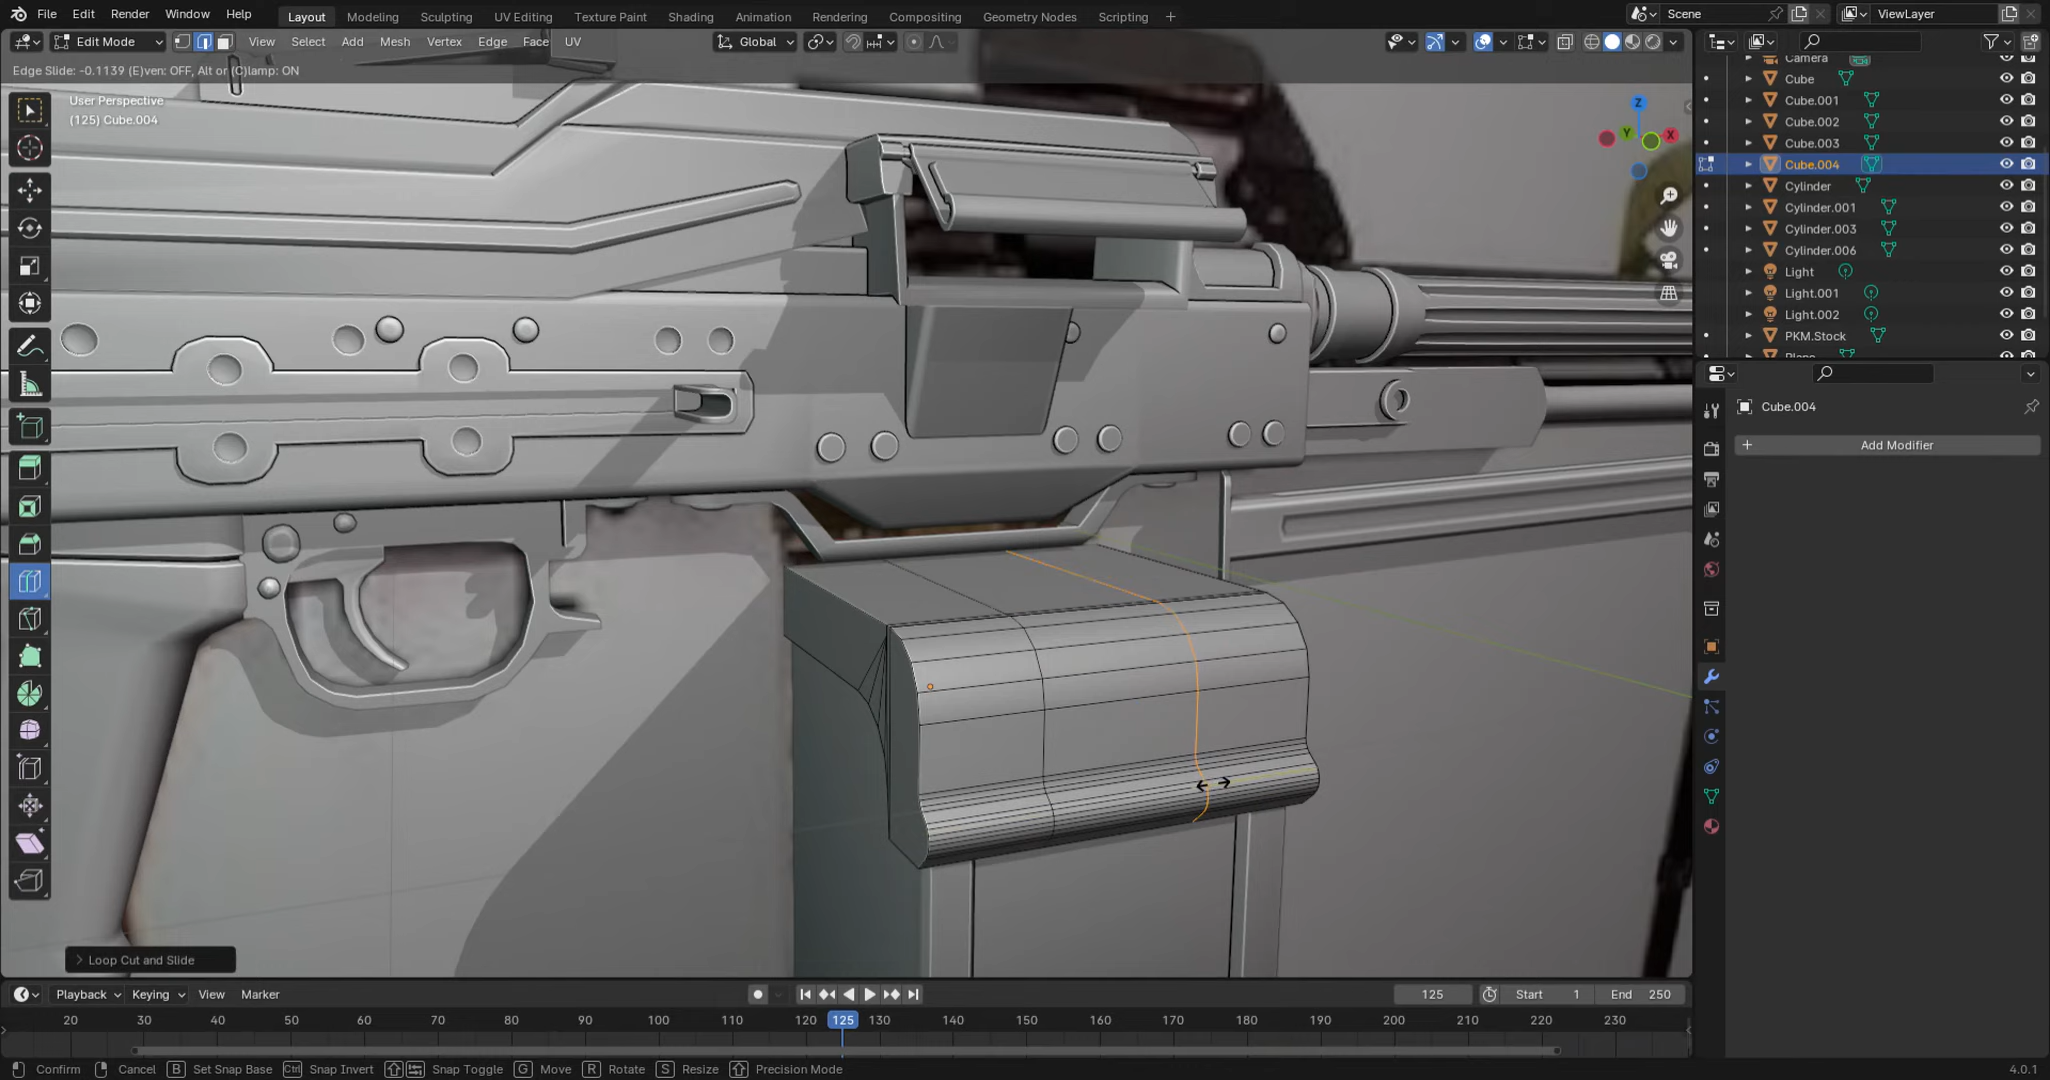 File Edit Render Window Help Layout Modeling Sculpting UV Editing Texture Paint Shading Animation Rendering Compositing Geometry Nodes Scripting + Scene ViewLayer
Edit Mode View Select Add Mesh Vertex Edge Face UV Global
Edge Slide: -0.1139 (E)ven: OFF, Alt or (C)lamp: ON
User Perspective
(125) Cube.004
Z
Y
X
Camera
Cube
Cube.001
Cube.002
Cube.003
Cube.004
Cylinder
Cylinder.001
Cylinder.003
Cylinder.006
Light
Light.001
Light.002
PKM.Stock
Plane
Cube.004
+ Add Modifier
Loop Cut and Slide
Playback Keying View Marker 125 Start 1 End 250
20 30 40 50 60 70 80 90 100 110 120 125 130 140 150 160 170 180 190 200 210 220 230
Confirm Cancel B Set Snap Base Ctrl Snap Invert Snap Toggle G Move R Rotate S Resize Precision Mode 4.0.1